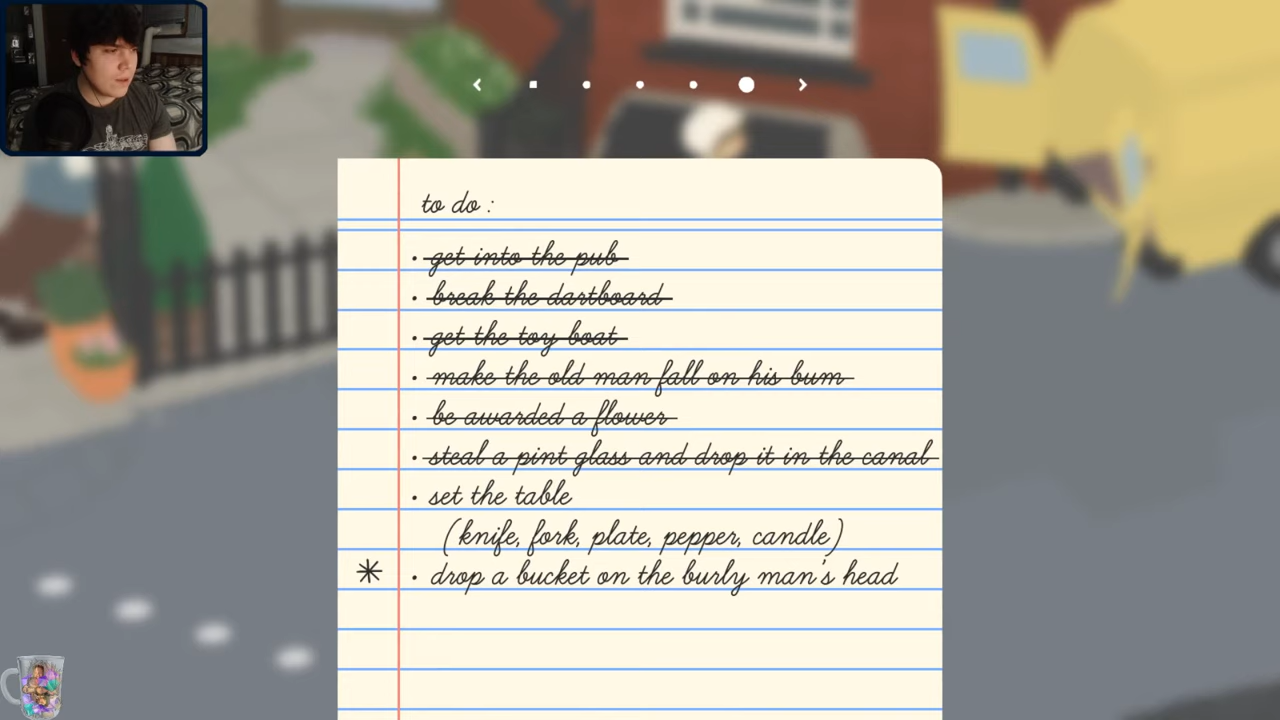 to do :
• get into the pub
• break the dartboard
• get the toy boat
• make the old man fall on his bum
• be awarded a flower
• steal a pint glass and drop it in the canal
• set the table
(knife, fork, plate, pepper, candle)
• drop a bucket on the burly man's head